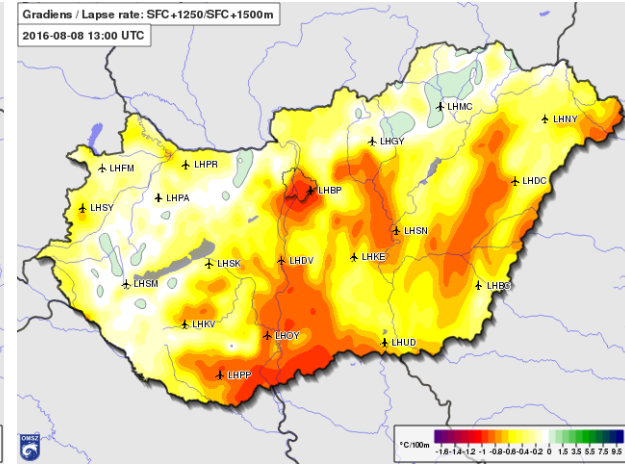 Gradiens / Lapse rate: SFC+1250/SFC+1500m
2016-08-08 13:00 UTC
LHMC
LHNY
LHGY
LHPR
LHFM
LHDC
LHBP
LHPA
LHSY
LHSN
LHKE
LHDV
LHSK
LHSM
LHBC
LHKV
LHOY
LHUD
LHPP
OMSZ
°C/100m
-1.6 -1.4 -1.2 -1 -0.8 -0.6 -0.4 -0.2 0 1.5 3.5 5.5 7.5 9.5